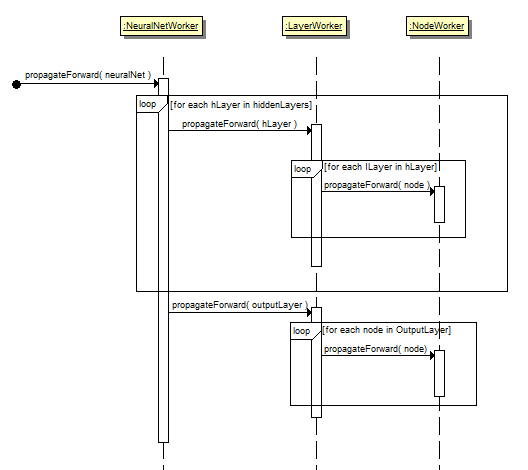 :NeuralNetWorker
:LayerWorker
:NodeWorker
propagateForward( neuralNet )
loop
[for each hLayer in hiddenLayers]
propagateForward( hLayer )
loop
[for each lLayer in hLayer]
propagateForward( node )
propagateForward( outputLayer )
loop
[for each node in OutputLayer]
propagateForward( node)